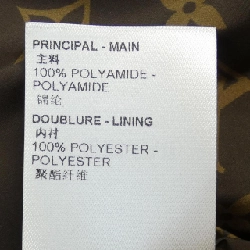 PRINCIPAL - MAIN
主料
100% POLYAMIDE -
POLYAMIDE
锦纶
DOUBLURE - LINING
内衬
100% POLYESTER -
POLYESTER
聚酯纤维